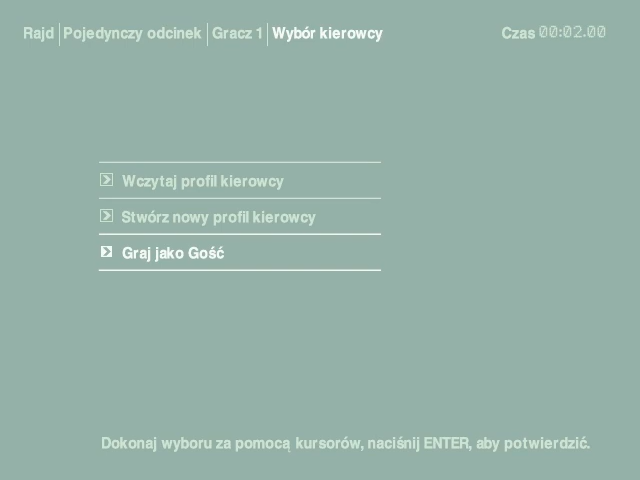 Rajd Pojedynczy odcinek Gracz 1 Wybór kierowcy Czas 00:02.00
Wczytaj profil kierowcy
Stwórz nowy profil kierowcy
Graj jako Gość
Dokonaj wyboru za pomocą kursorów, naciśnij ENTER, aby potwierdzić.